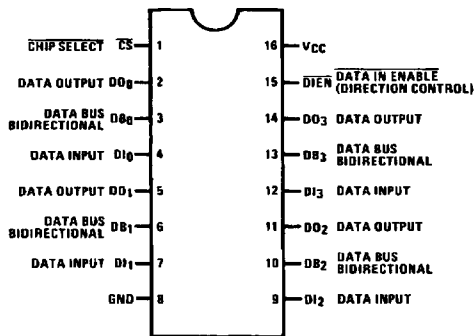 CHIP SELECT CS 1
DATA OUTPUT DO0 2
DATA BUS
BIDIRECTIONAL DB0 3
DATA INPUT DI0 4
DATA OUTPUT DO1 5
DATA BUS
BIDIRECTIONAL DB1 6
DATA INPUT DI1 7
GND 8
16 VCC
15 DIEN DATA IN ENABLE
(DIRECTION CONTROL)
14 DO3 DATA OUTPUT
13 DB3 DATA BUS
BIDIRECTIONAL
12 DI3 DATA INPUT
11 DO2 DATA OUTPUT
10 DB2 DATA BUS
BIDIRECTIONAL
9 DI2 DATA INPUT